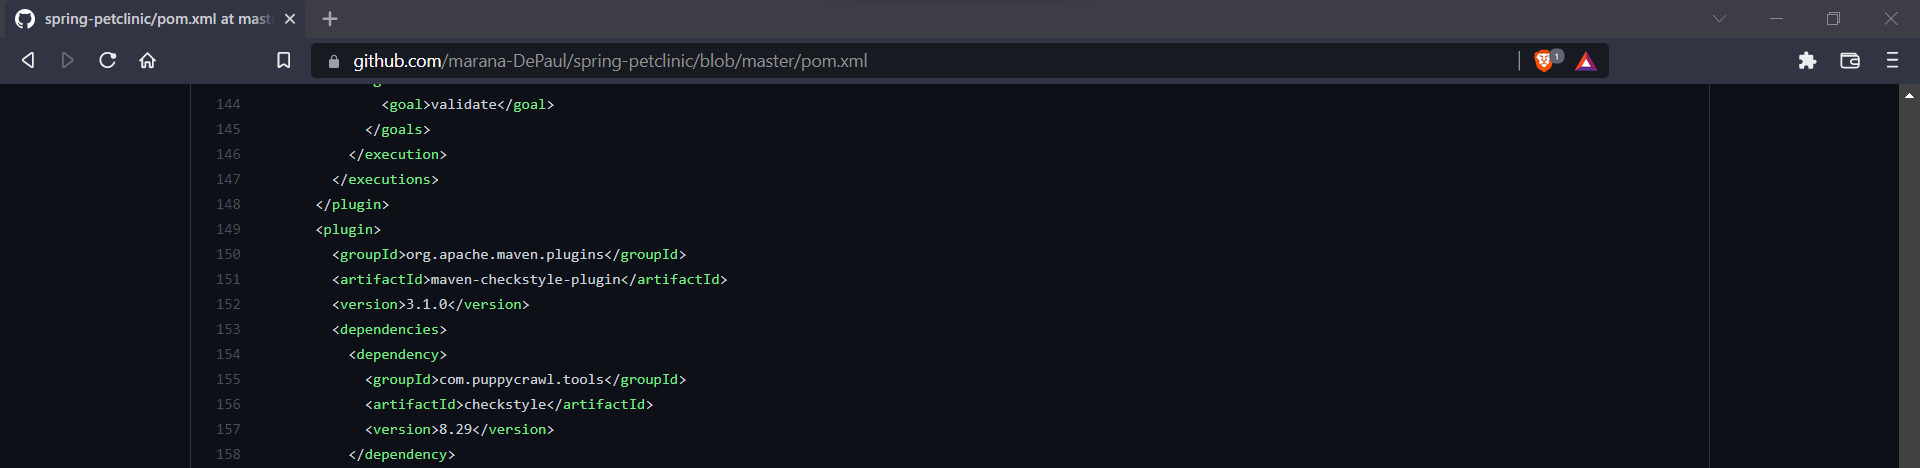 spring-petclinic/pom.xml at mast
github.com/marana-DePaul/spring-petclinic/blob/master/pom.xml
1
144 <goal>validate</goal>
145 </goals>
146 </execution>
147 </executions>
148 </plugin>
149 <plugin>
150 <groupId>org.apache.maven.plugins</groupId>
151 <artifactId>maven-checkstyle-plugin</artifactId>
152 <version>3.1.0</version>
153 <dependencies>
154 <dependency>
155 <groupId>com.puppycrawl.tools</groupId>
156 <artifactId>checkstyle</artifactId>
157 <version>8.29</version>
158 </dependency>